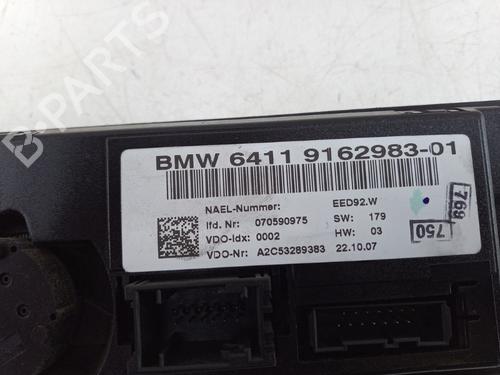 BMW 6411 9162983-01
NAEL-Nummer: EED92.W
lfd. Nr: 070590975 SW: 179
VDO-Idx: 0002 HW: 03
VDO-Nr: A2C53289383 22.10.07
769
750
B-PARTS
B-PARTS